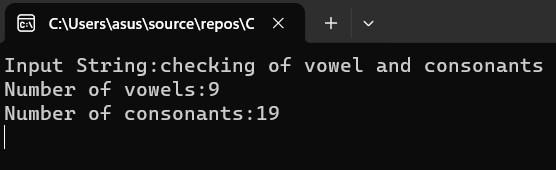 C:\Users\asus\source\repos\C
Input String:checking of vowel and consonants
Number of vowels:9
Number of consonants:19